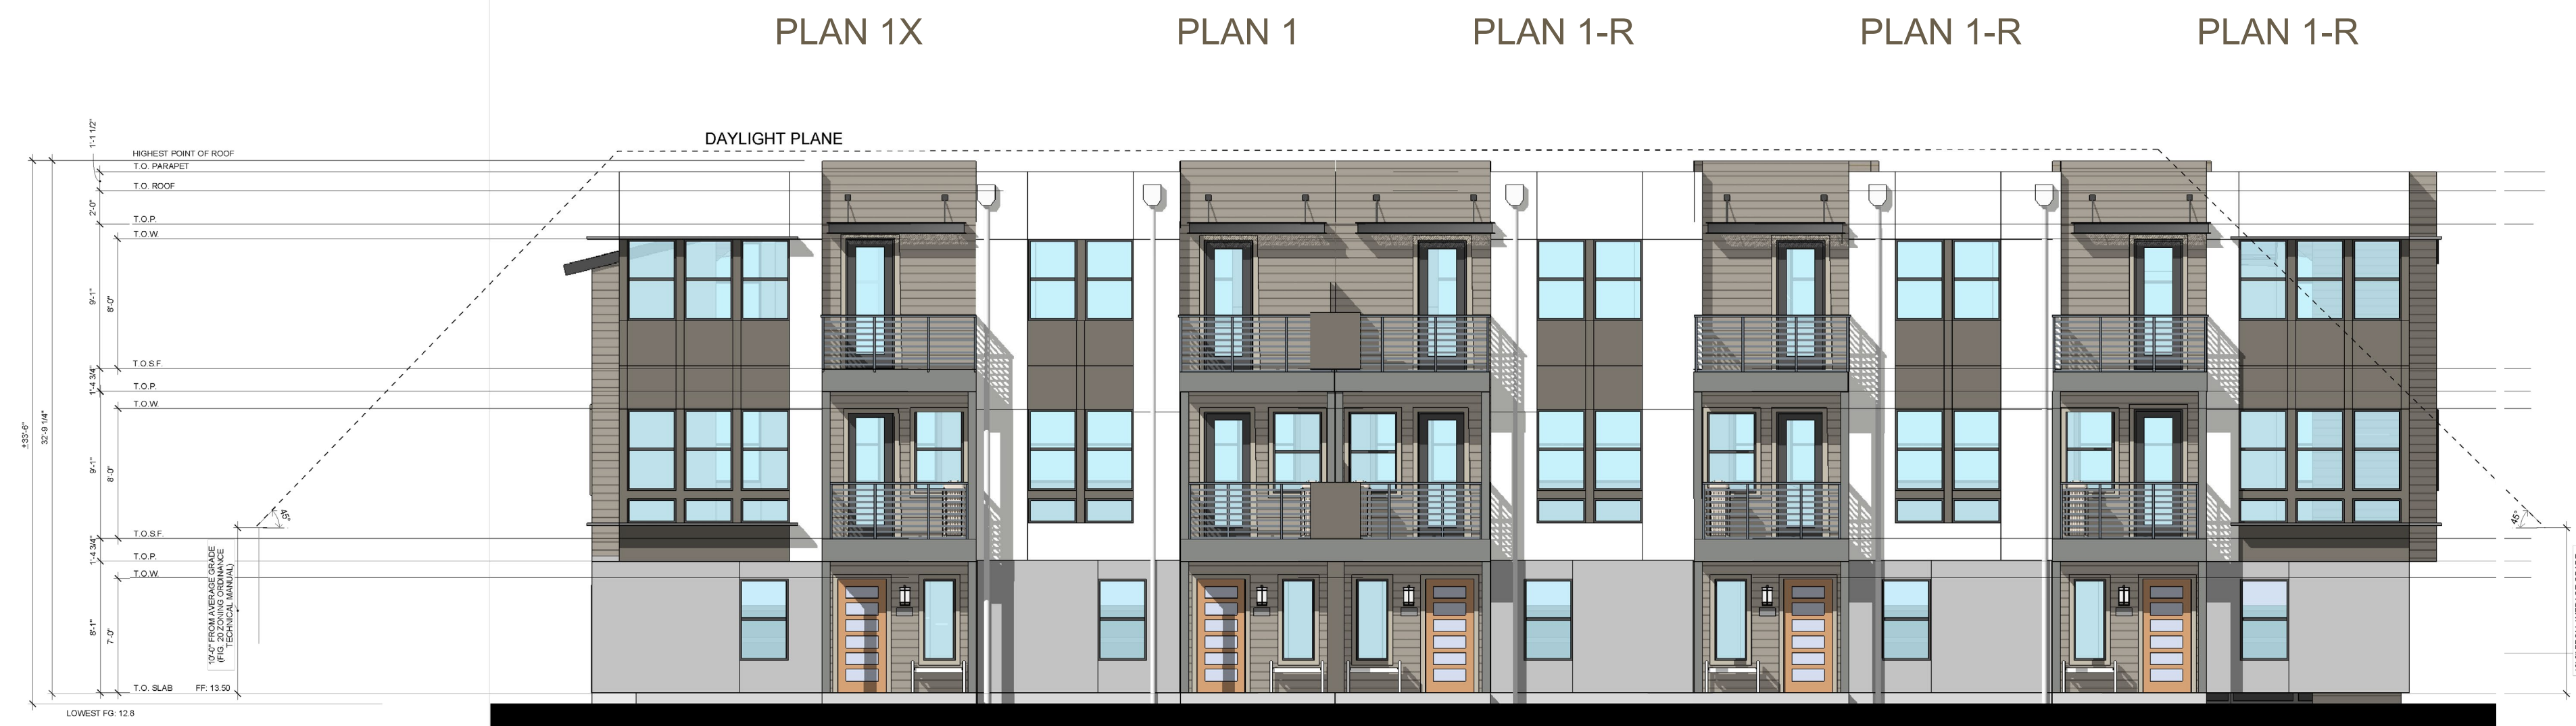 PLAN 1X PLAN 1 PLAN 1-R PLAN 1-R PLAN 1-R
DAYLIGHT PLANE
1'-1 1/2"
HIGHEST POINT OF ROOF
T.O. PARAPET
T.O. ROOF
2'-0"
T.O.P.
T.O.W.
9'-1"
8'-0"
T.O.S.F.
1'-4 3/4"
T.O.P.
T.O.W.
±33'-6"
32'-9 1/4"
9'-1"
8'-0"
45°
45°
T.O.S.F.
1'-4 3/4"
T.O.P.
T.O.W.
10'-0" FROM AVERAGE GRADE
(FIG. 20 ZONING ORDINANCE
TECHNICAL MANUAL)
8'-1"
7'-0"
T.O. SLAB FF: 13.50
LOWEST FG: 12.8